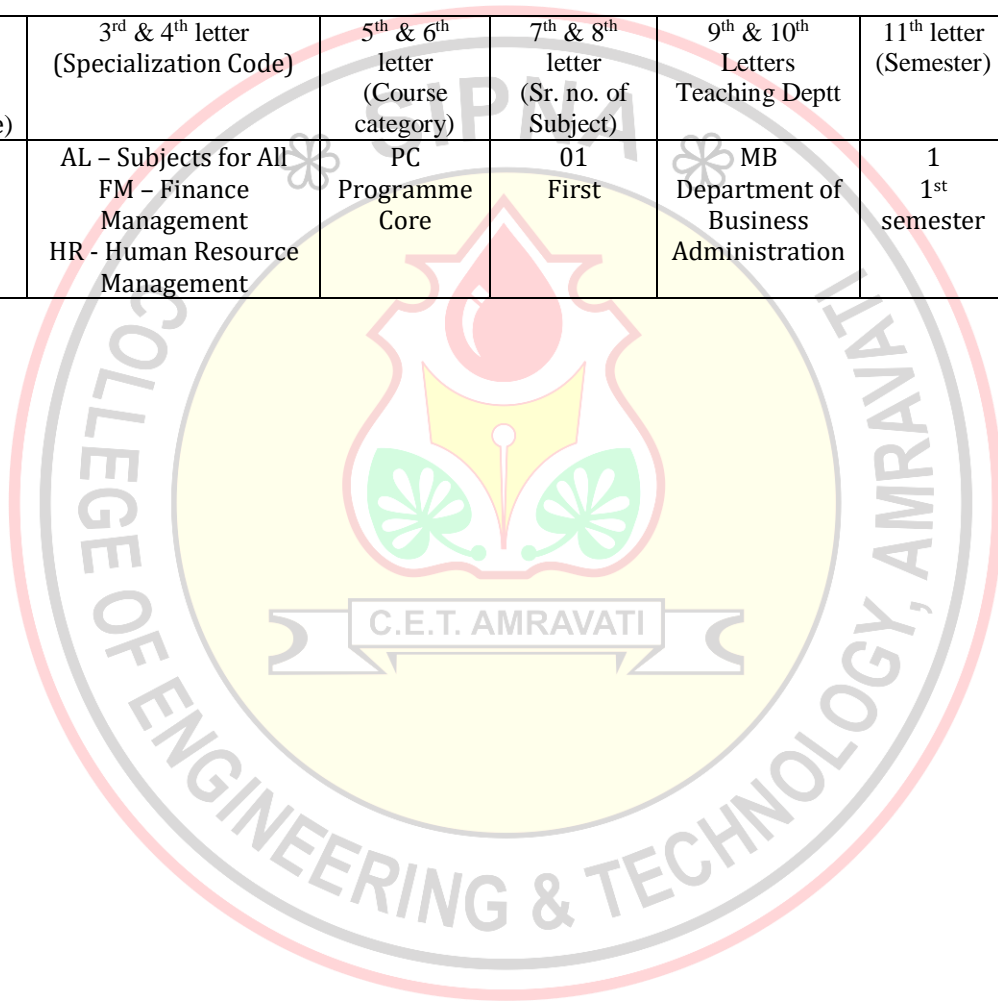 3rd & 4th letter
(Specialization Code)
5th & 6th
letter
(Course
category)
7th & 8th
letter
(Sr. no. of
Subject)
9th & 10th
Letters
Teaching Deptt
11th letter
(Semester)
e)
AL – Subjects for All
FM – Finance
Management
HR - Human Resource
Management
PC
Programme
Core
01
First
MB
Department of
Business
Administration
1
1st
semester
SIPNA
COLLEGE OF ENGINEERING & TECHNOLOGY, AMRAVATI
C.E.T. AMRAVATI